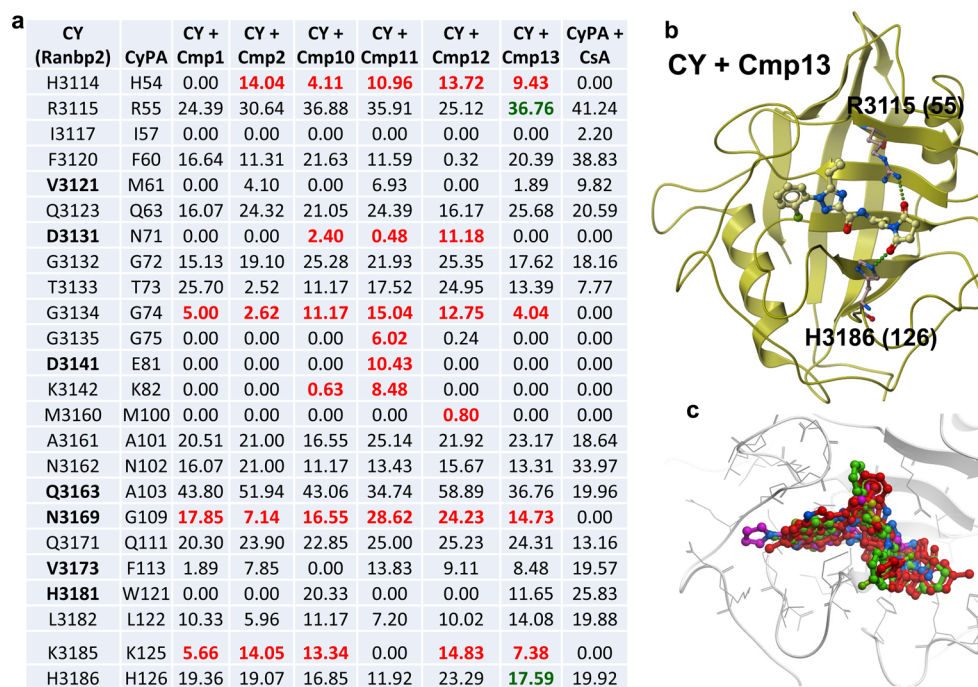 a
CY (Ranbp2) CyPA CY + Cmp1 CY + Cmp2 CY + Cmp10 CY + Cmp11 CY + Cmp12 CY + Cmp13 CyPA + CsA
H3114 H54 0.00 14.04 4.11 10.96 13.72 9.43 0.00
R3115 R55 24.39 30.64 36.88 35.91 25.12 36.76 41.24
I3117 I57 0.00 0.00 0.00 0.00 0.00 0.00 2.20
F3120 F60 16.64 11.31 21.63 11.59 0.32 20.39 38.83
V3121 M61 0.00 4.10 0.00 6.93 0.00 1.89 9.82
Q3123 Q63 16.07 24.32 21.05 24.39 16.17 25.68 20.59
D3131 N71 0.00 0.00 2.40 0.48 11.18 0.00 0.00
G3132 G72 15.13 19.10 25.28 21.93 25.35 17.62 18.16
T3133 T73 25.70 2.52 11.17 17.52 24.95 13.39 7.77
G3134 G74 5.00 2.62 11.17 15.04 12.75 4.04 0.00
G3135 G75 0.00 0.00 0.00 6.02 0.24 0.00 0.00
D3141 E81 0.00 0.00 0.00 10.43 0.00 0.00 0.00
K3142 K82 0.00 0.00 0.63 8.48 0.00 0.00 0.00
M3160 M100 0.00 0.00 0.00 0.00 0.80 0.00 0.00
A3161 A101 20.51 21.00 16.55 25.14 21.92 23.17 18.64
N3162 N102 16.07 21.00 11.17 13.43 15.67 13.31 33.97
Q3163 A103 43.80 51.94 43.06 34.74 58.89 36.76 19.96
N3169 G109 17.85 7.14 16.55 28.62 24.23 14.73 0.00
Q3171 Q111 10.30 23.90 22.85 25.00 25.23 24.31 13.16
V3173 F113 1.89 7.85 0.00 13.83 9.11 8.48 19.57
H3181 W121 0.00 0.00 20.33 0.00 0.00 11.65 25.83
L3182 L122 10.33 5.96 11.17 7.20 10.02 14.08 19.88
K3185 K125 5.66 14.05 13.34 0.00 14.83 7.38 0.00
H3186 H126 19.36 19.07 16.85 11.92 23.29 17.59 19.92
b
CY + Cmp13
R3115 (55)
H3186 (126)
c